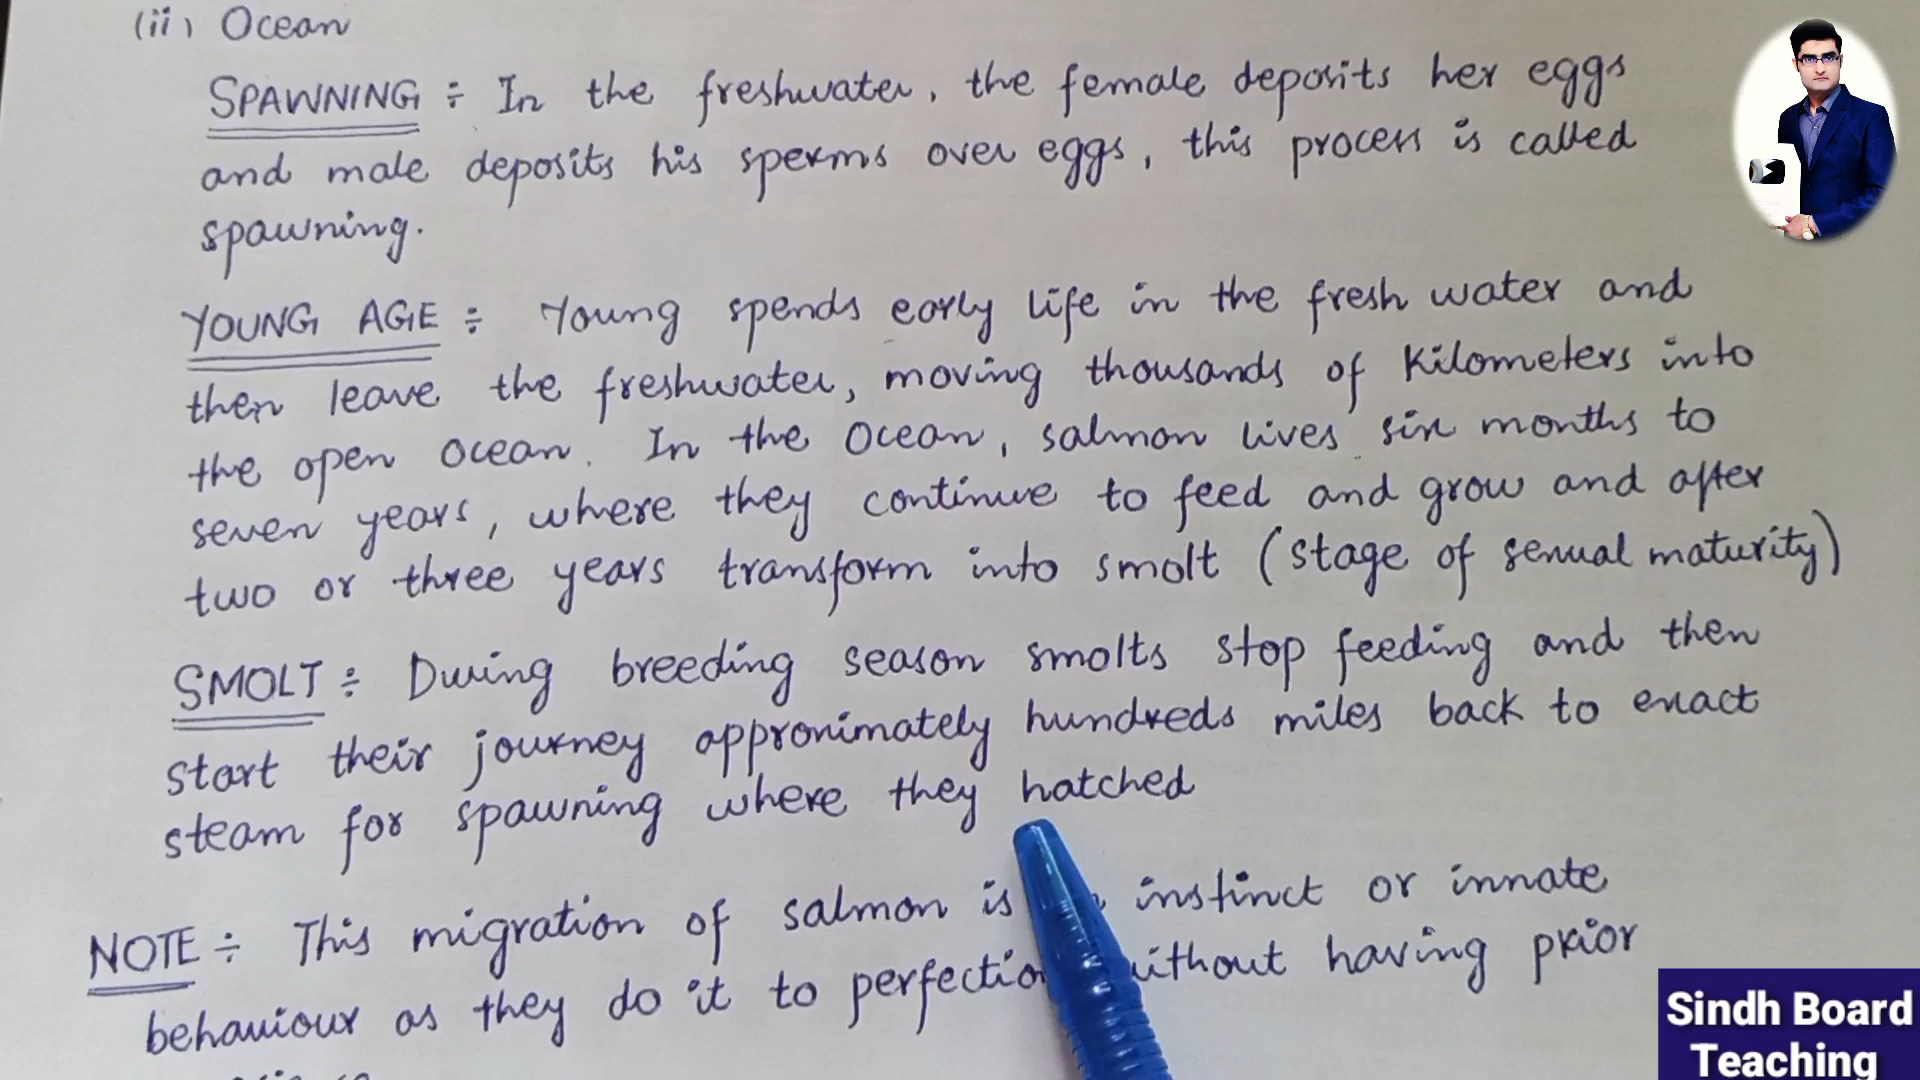 (ii) Ocean
SPAWNING ÷ In the freshwater, the female deposits her eggs
and male deposits his sperms over eggs, this process is called
spawning.
YOUNG AGE ÷ Young spends early life in the fresh water and
then leave the freshwater, moving thousands of Kilometers into
the open ocean. In the Ocean, salmon lives six months to
seven years, where they continue to feed and grow and after
two or three years transform into smolt (stage of sexual maturity)
SMOLT ÷ During breeding season smolts stop feeding and then
start their journey approximately hundreds miles back to exact
steam for spawning where they hatched
NOTE ÷ This migration of salmon is instinct or innate
behaviour as they do it to perfection without having prior
Sindh Board
Teaching